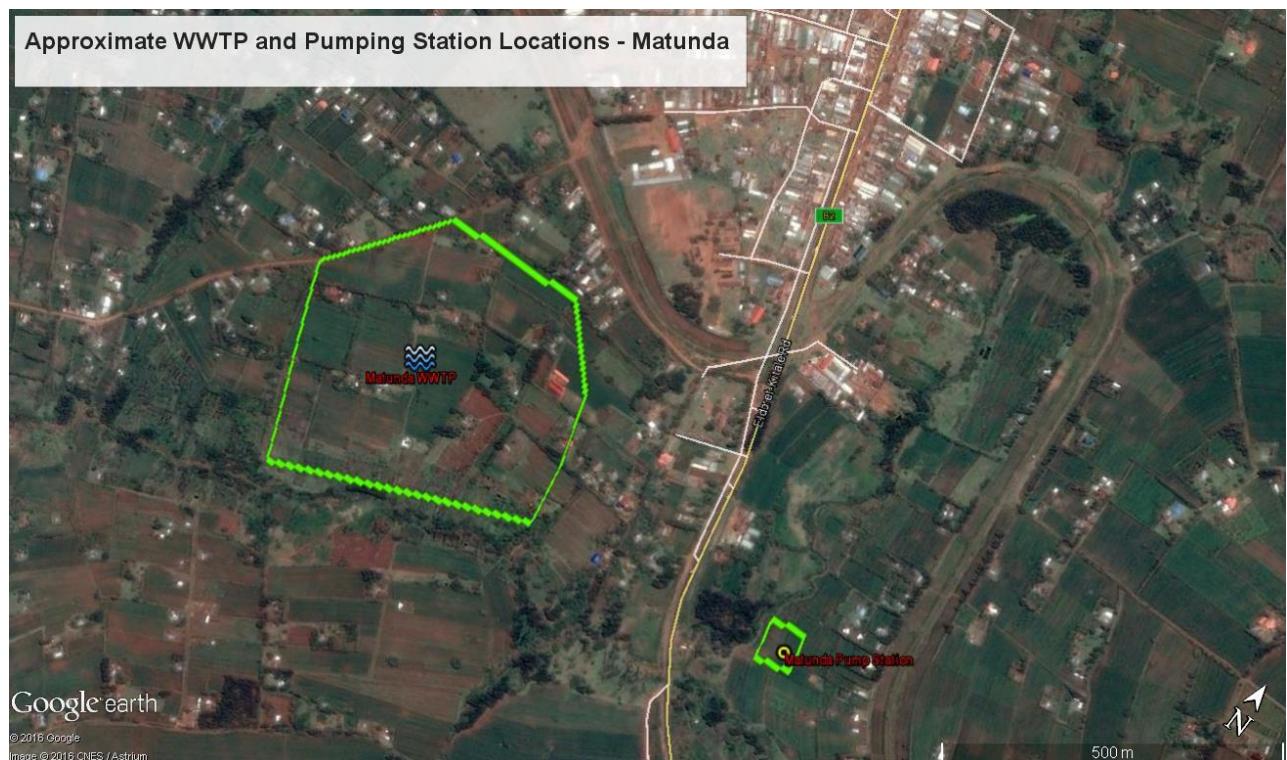 Approximate WWTP and Pumping Station Locations - Matunda
B2
Matunda WWTP
Eldoret-Kitale Rd
Matunda Pump Station
Google earth
© 2016 Google
Image © 2016 CNES / Astrium
N
500 m